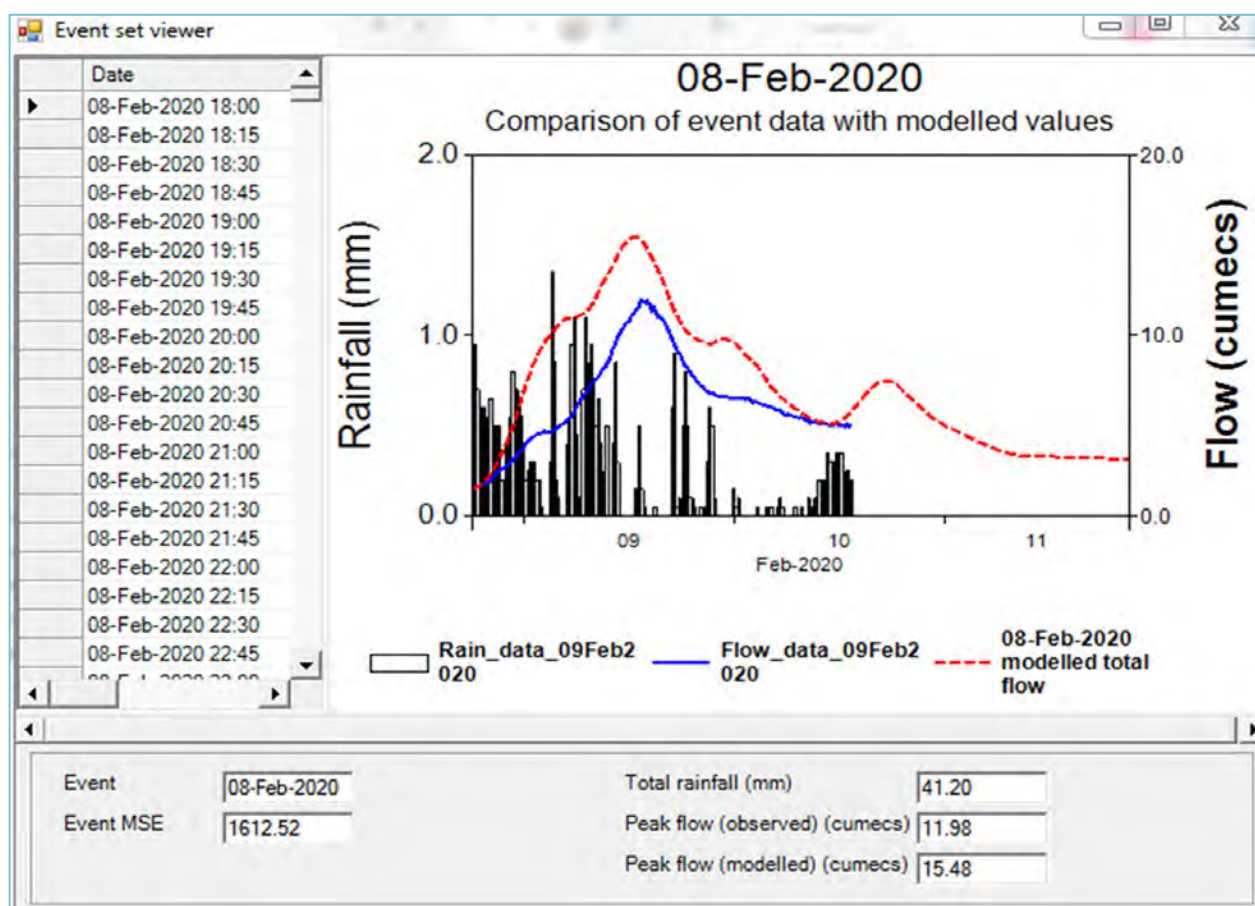 Event set viewer
Date
08-Feb-2020 18:00
08-Feb-2020 18:15
08-Feb-2020 18:30
08-Feb-2020 18:45
08-Feb-2020 19:00
08-Feb-2020 19:15
08-Feb-2020 19:30
08-Feb-2020 19:45
08-Feb-2020 20:00
08-Feb-2020 20:15
08-Feb-2020 20:30
08-Feb-2020 20:45
08-Feb-2020 21:00
08-Feb-2020 21:15
08-Feb-2020 21:30
08-Feb-2020 21:45
08-Feb-2020 22:00
08-Feb-2020 22:15
08-Feb-2020 22:30
08-Feb-2020 22:45
08-Feb-2020
Comparison of event data with modelled values
Rainfall (mm)
2.0
1.0
0.0
20.0
10.0
0.0
Flow (cumecs)
09
10
11
Feb-2020
Rain_data_09Feb2
020
Flow_data_09Feb2
020
08-Feb-2020
modelled total
flow
Event
08-Feb-2020
Event MSE
1612.52
Total rainfall (mm)
41.20
Peak flow (observed) (cumecs)
11.98
Peak flow (modelled) (cumecs)
15.48